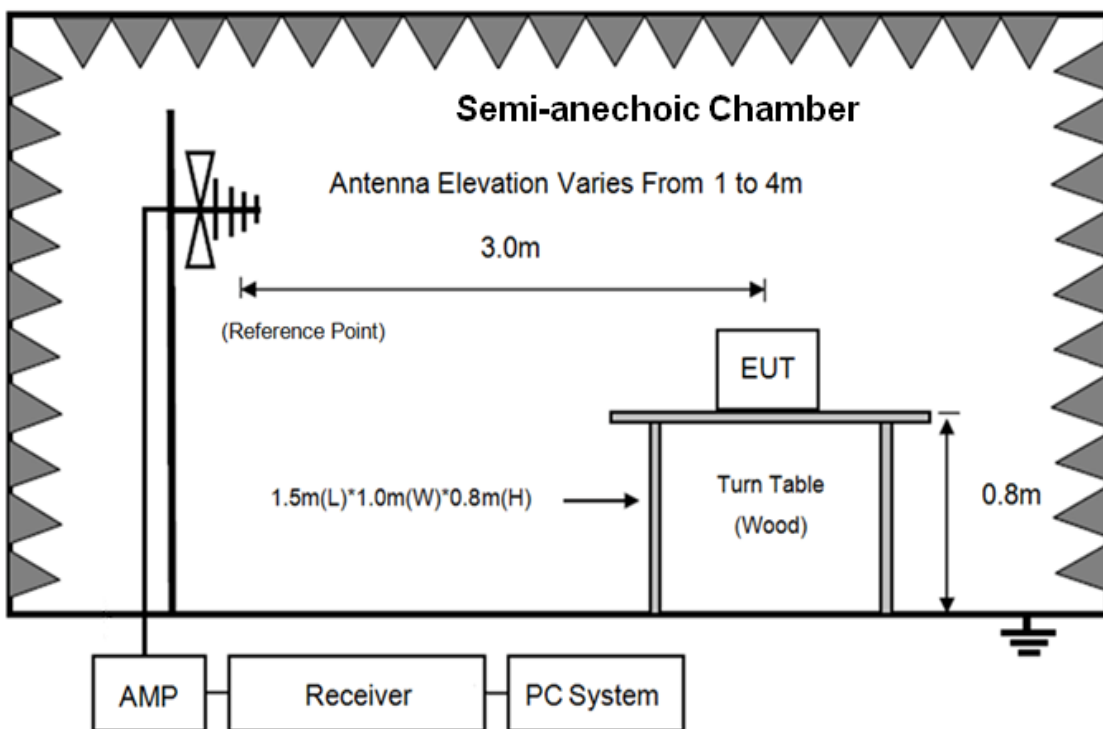 Semi-anechoic Chamber
Antenna Elevation Varies From 1 to 4m
3.0m
(Reference Point)
EUT
1.5m(L)*1.0m(W)*0.8m(H)
Turn Table
(Wood)
0.8m
AMP
Receiver
PC System